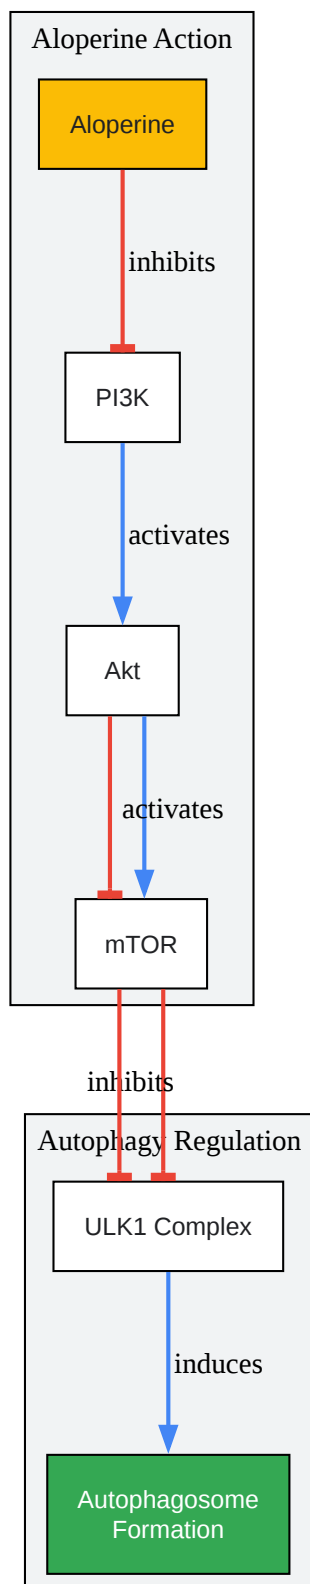 Aloperine Action
Aloperine
inhibits
PI3K
activates
Akt
activates
mTOR
inhibits
Autophagy Regulation
ULK1 Complex
induces
Autophagosome
Formation